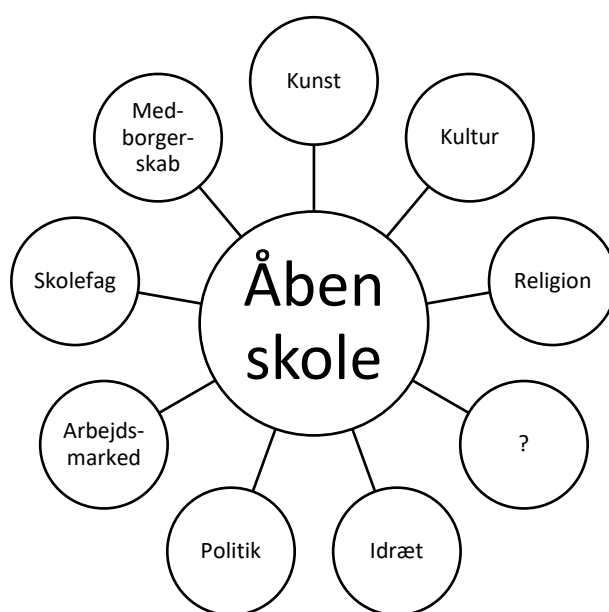 Kunst
Med-
borger-
skab
Kultur
Åben
skole
Skolefag
Religion
Arbejds-
marked
?
Politik
Idræt